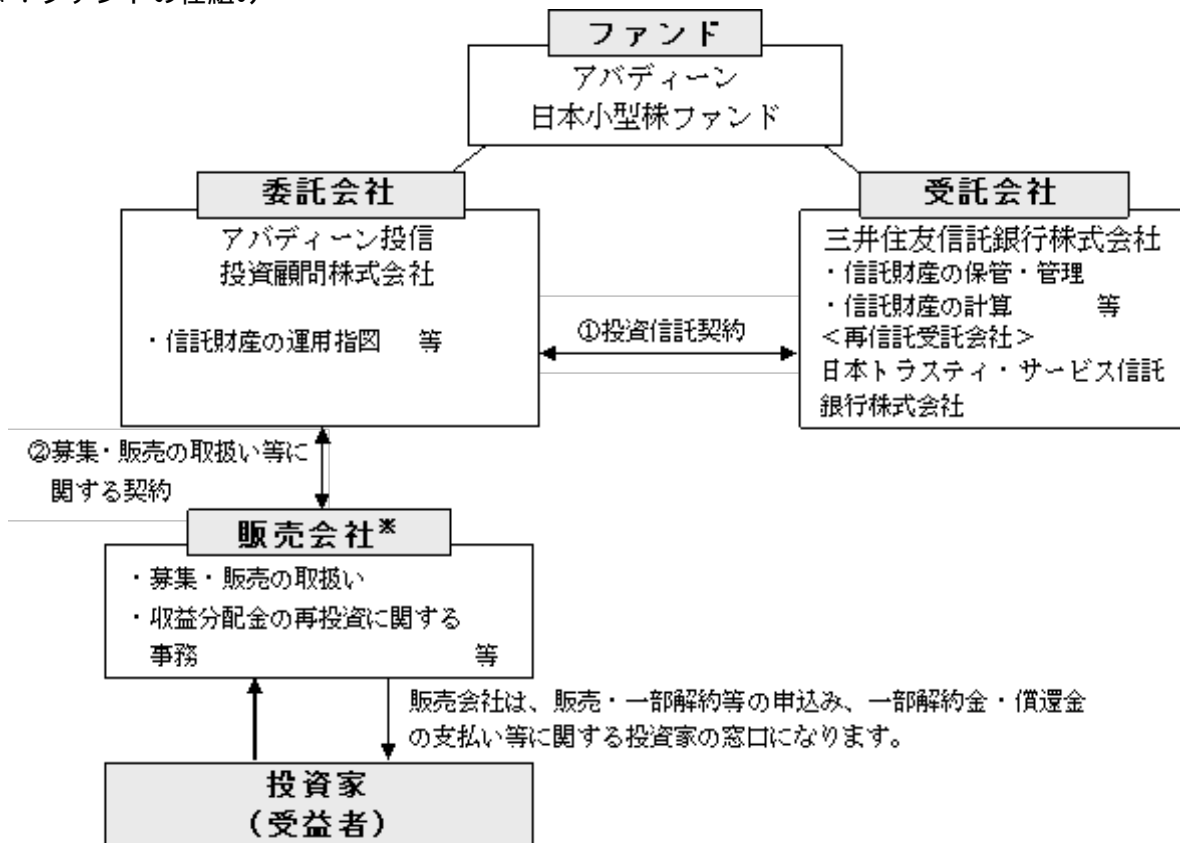 ファンドの仕組み
ファンド
アバディーン
日本小型株ファンド
委託会社
アバディーン投信
投資顧問株式会社
・信託財産の運用指図 等
受託会社
三井住友信託銀行株式会社
・信託財産の保管・管理
・信託財産の計算 等
<再信託受託会社>
日本トラスティ・サービス信託
銀行株式会社
①投資信託契約
②募集・販売の取扱い等に
関する契約
販売会社※
・募集・販売の取扱い
・収益分配金の再投資に関する
事務 等
販売会社は、販売・一部解約等の申込み、一部解約金・償還金
の支払い等に関する投資家の窓口になります。
投資家
(受益者)